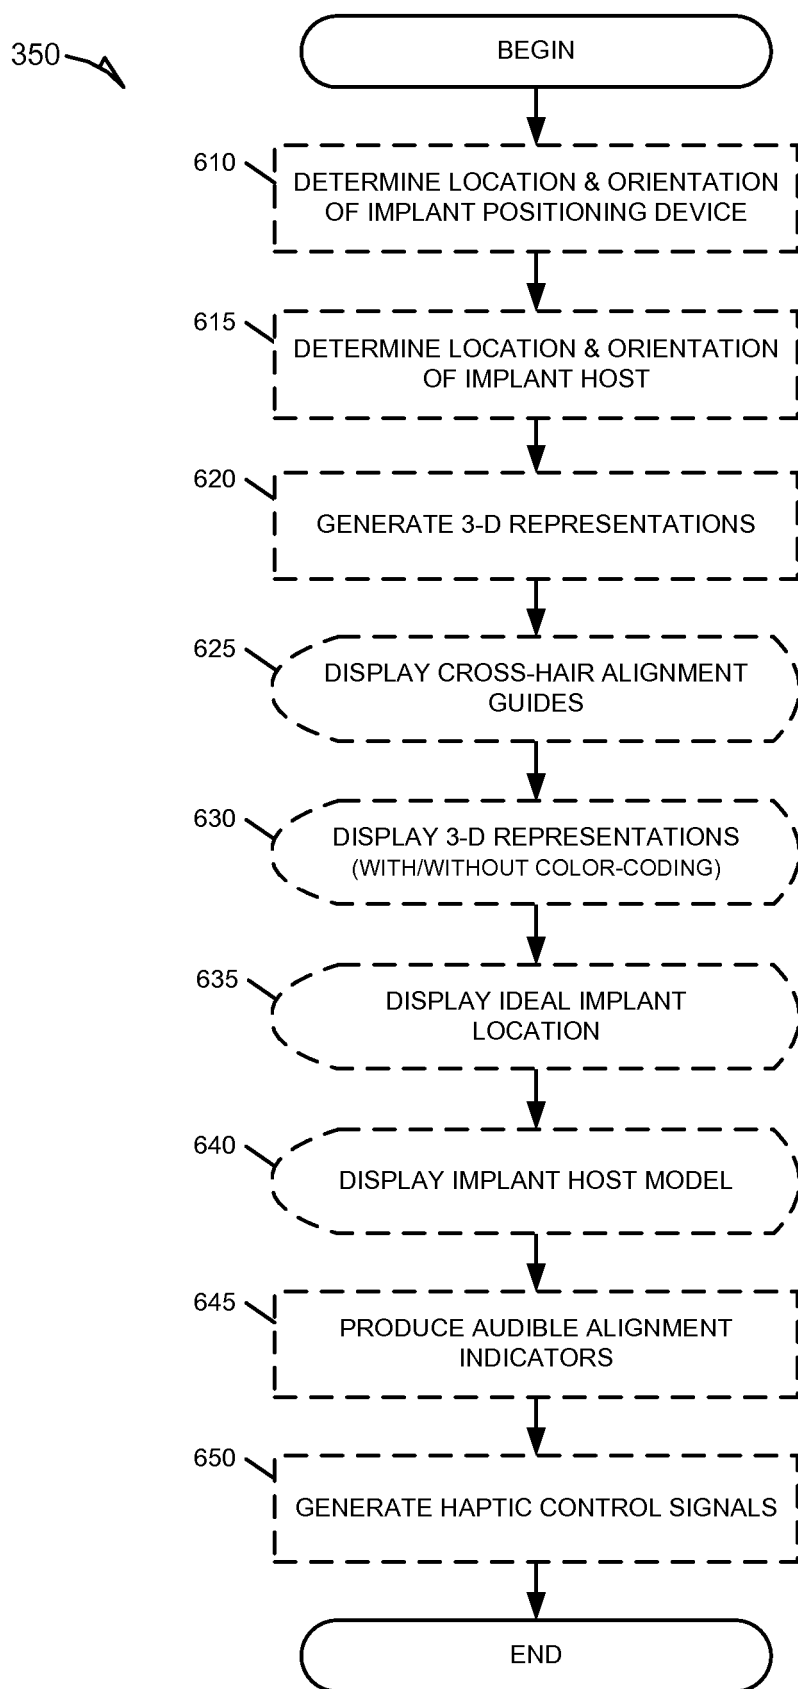 350
BEGIN
610
DETERMINE LOCATION & ORIENTATION
OF IMPLANT POSITIONING DEVICE
615
DETERMINE LOCATION & ORIENTATION
OF IMPLANT HOST
620
GENERATE 3-D REPRESENTATIONS
625
DISPLAY CROSS-HAIR ALIGNMENT
GUIDES
630
DISPLAY 3-D REPRESENTATIONS
(WITH/WITHOUT COLOR-CODING)
635
DISPLAY IDEAL IMPLANT
LOCATION
640
DISPLAY IMPLANT HOST MODEL
645
PRODUCE AUDIBLE ALIGNMENT
INDICATORS
650
GENERATE HAPTIC CONTROL SIGNALS
END